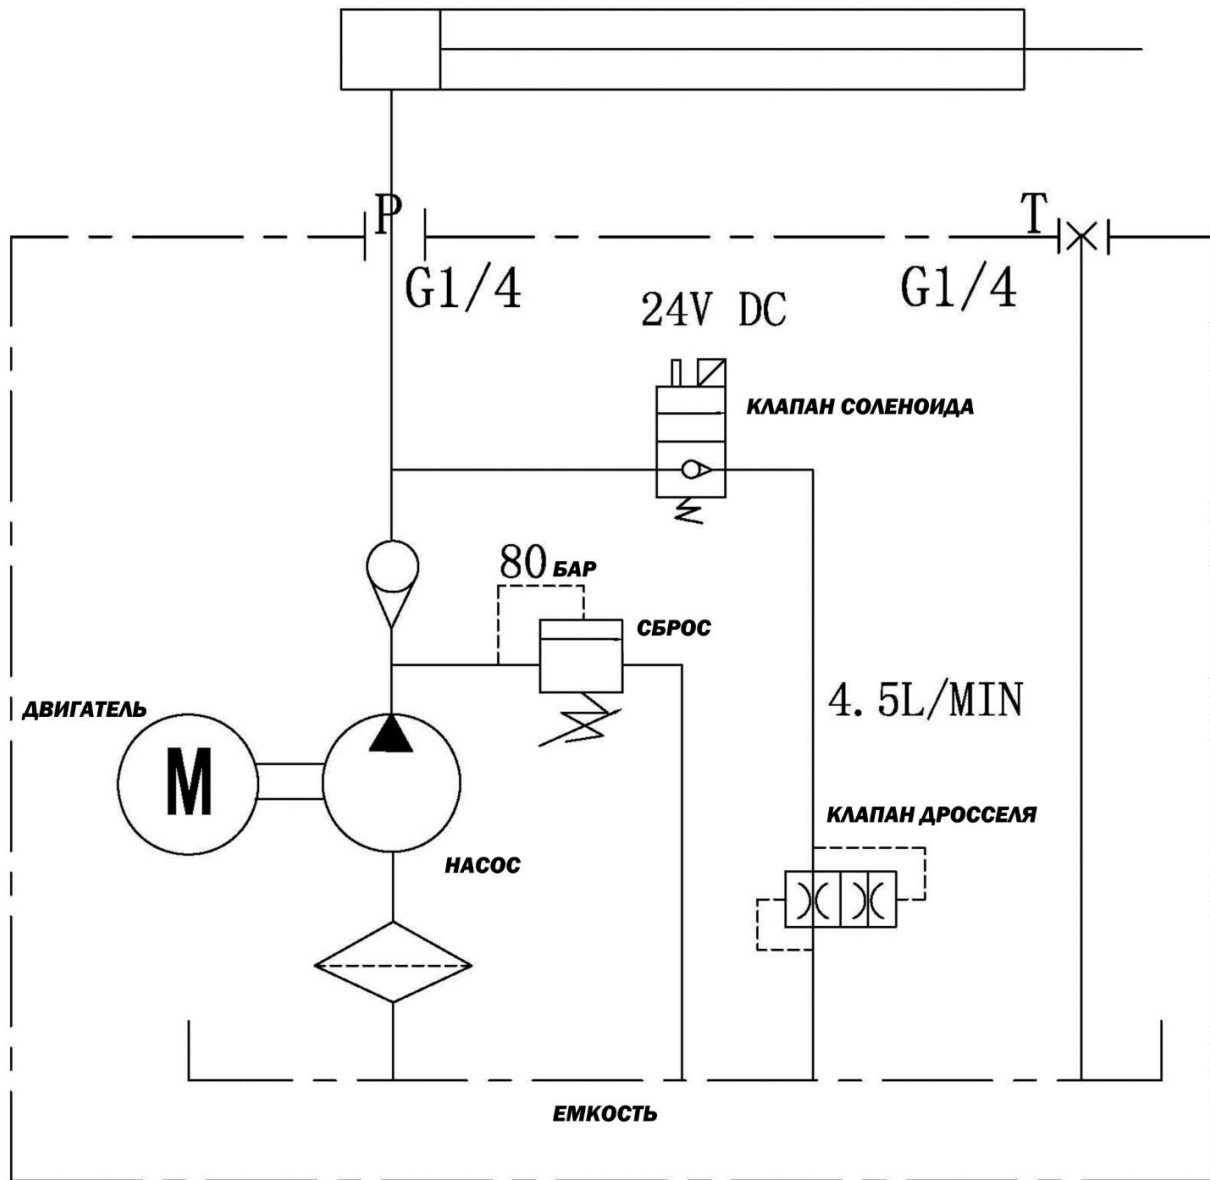 P
T
G1/4
G1/4
24V DC
КЛАПАН СОЛЕНОИДА
80 БАР
СБРОС
ДВИГАТЕЛЬ
4.5L/MIN
M
КЛАПАН ДРОССЕЛЯ
НАСОС
ЕМКОСТЬ